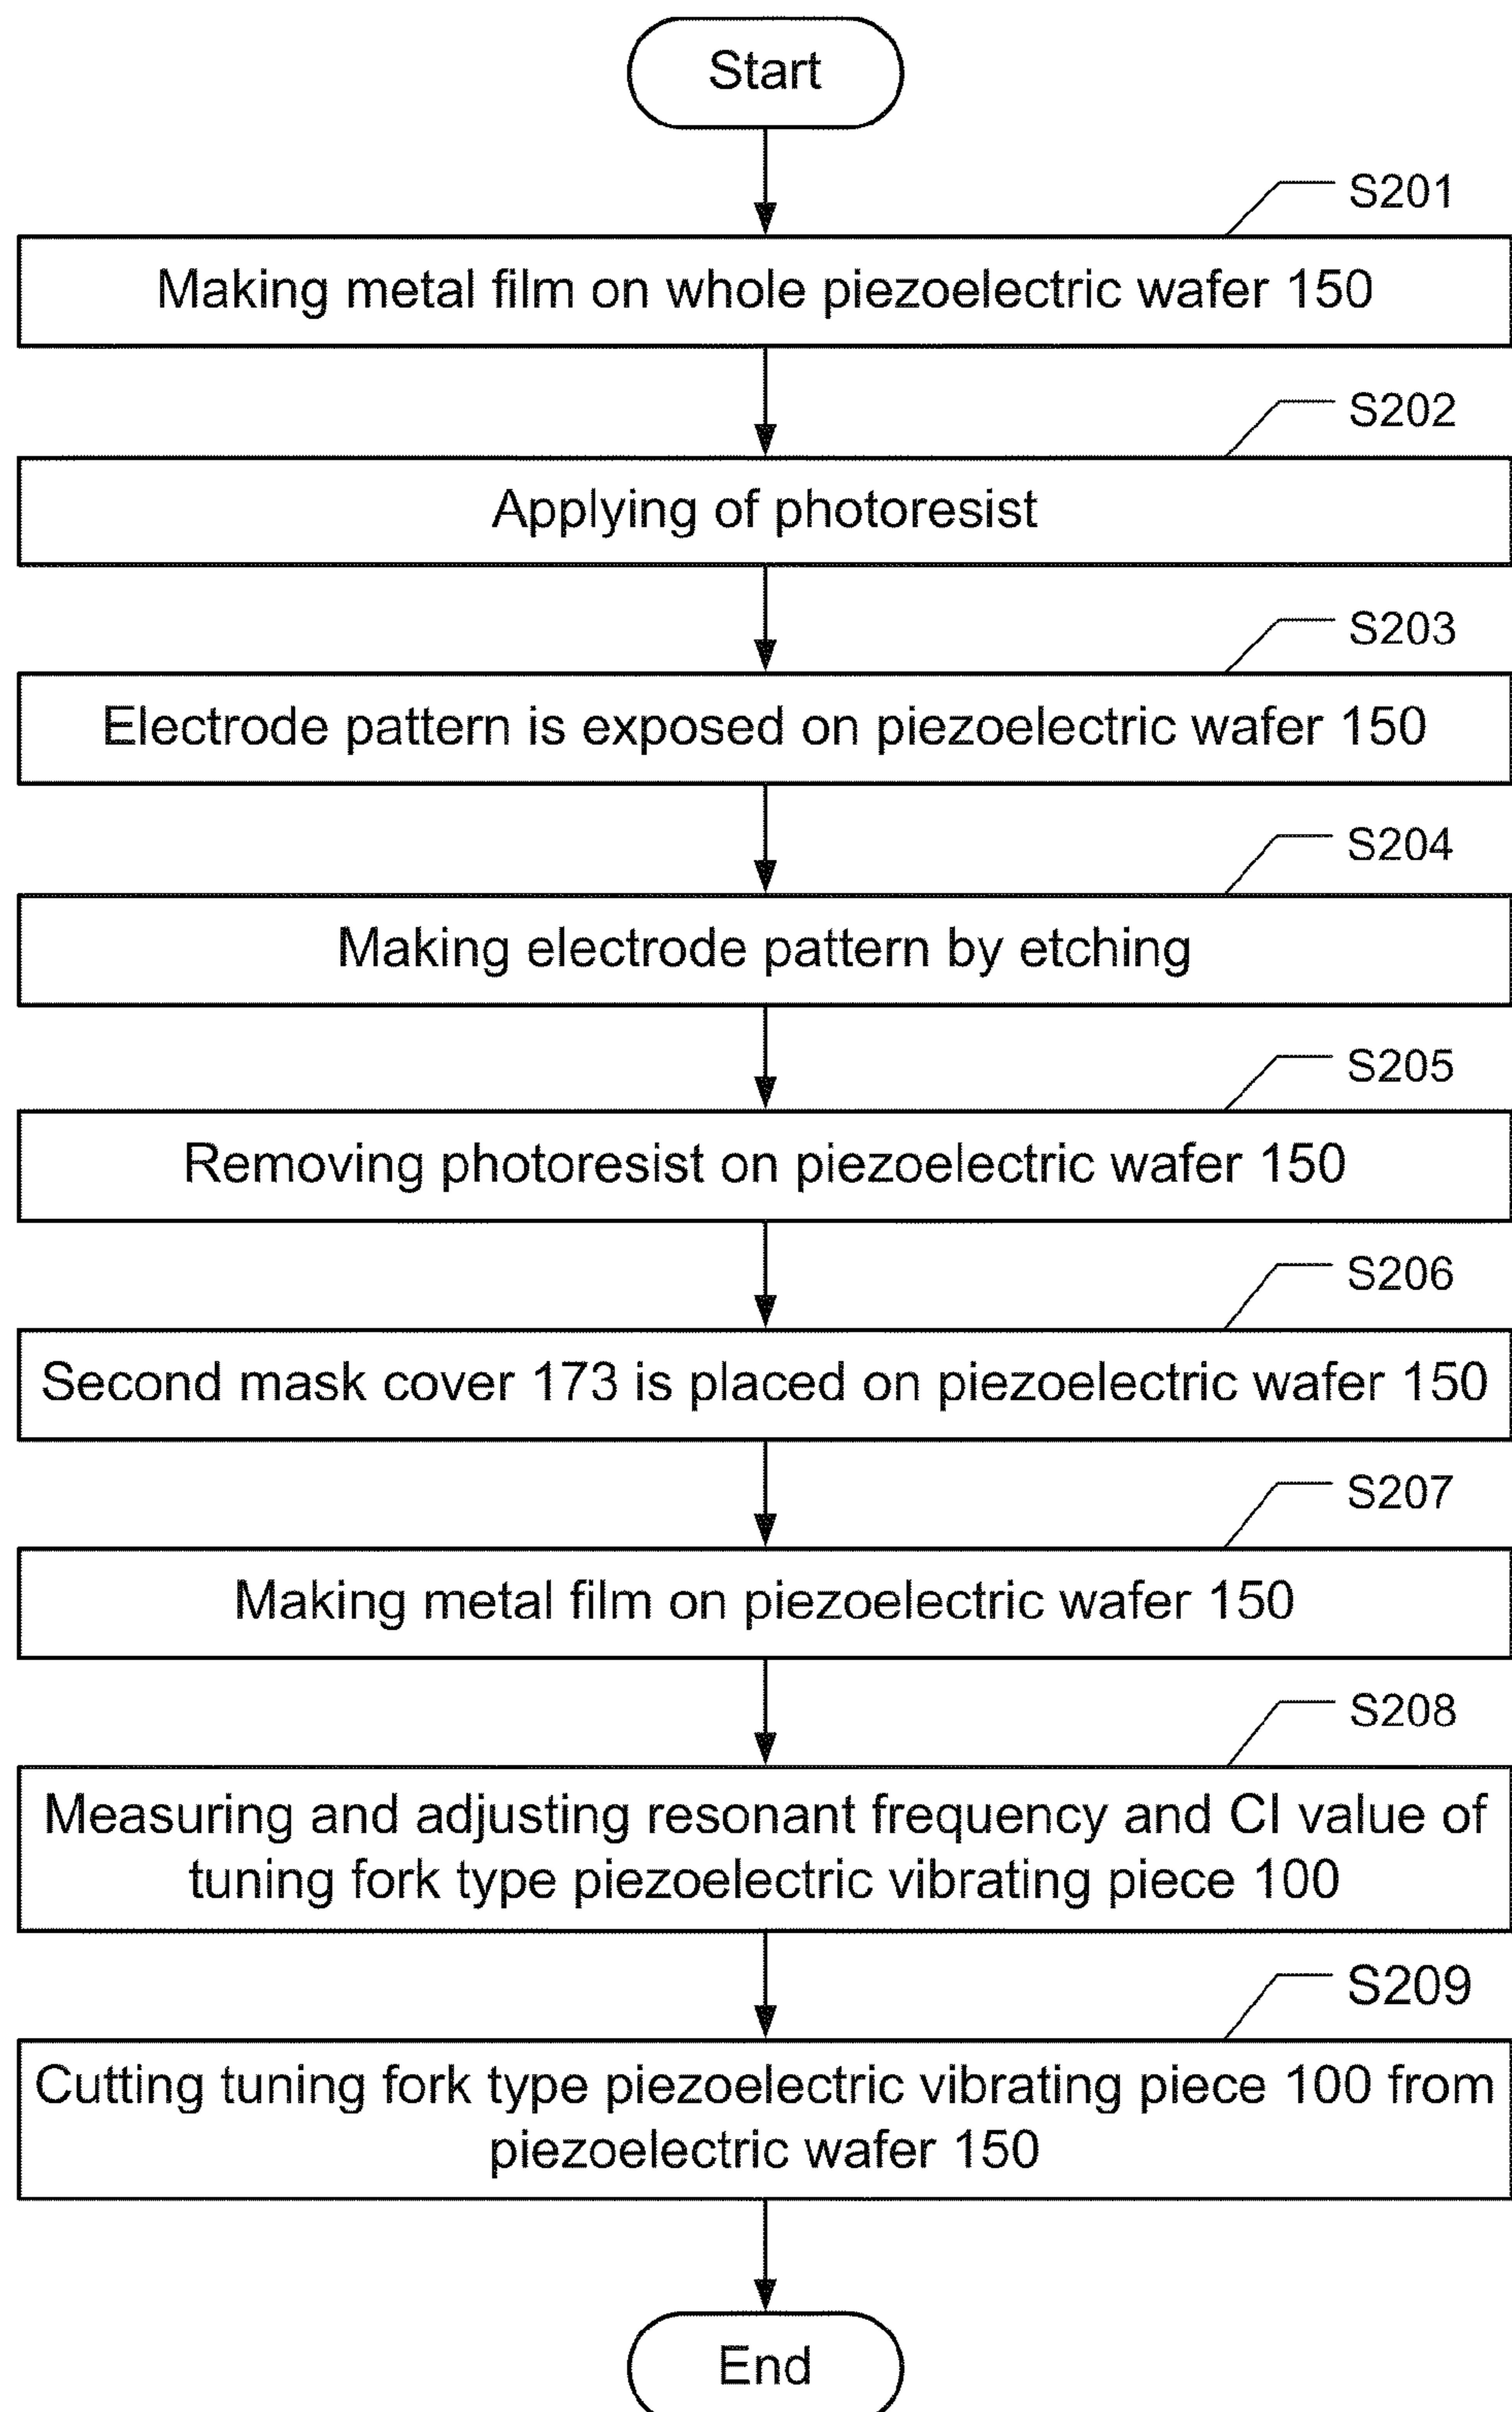 Start
S201
Making metal film on whole piezoelectric wafer 150
S202
Applying of photoresist
S203
Electrode pattern is exposed on piezoelectric wafer 150
S204
Making electrode pattern by etching
S205
Removing photoresist on piezoelectric wafer 150
S206
Second mask cover 173 is placed on piezoelectric wafer 150
S207
Making metal film on piezoelectric wafer 150
S208
Measuring and adjusting resonant frequency and CI value of
tuning fork type piezoelectric vibrating piece 100
S209
Cutting tuning fork type piezoelectric vibrating piece 100 from
piezoelectric wafer 150
End